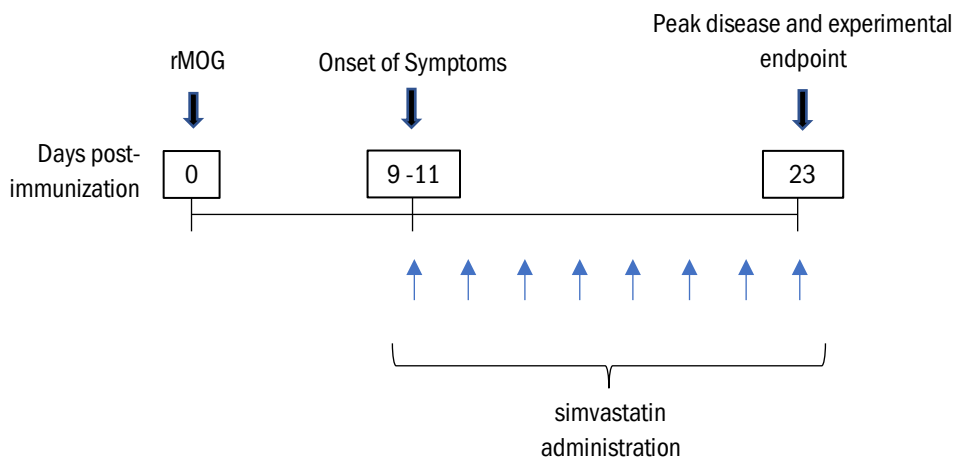 Peak disease and experimental
endpoint
rMOG
Onset of Symptoms
Days post-
immunization
0
9 -11
23
simvastatin
administration